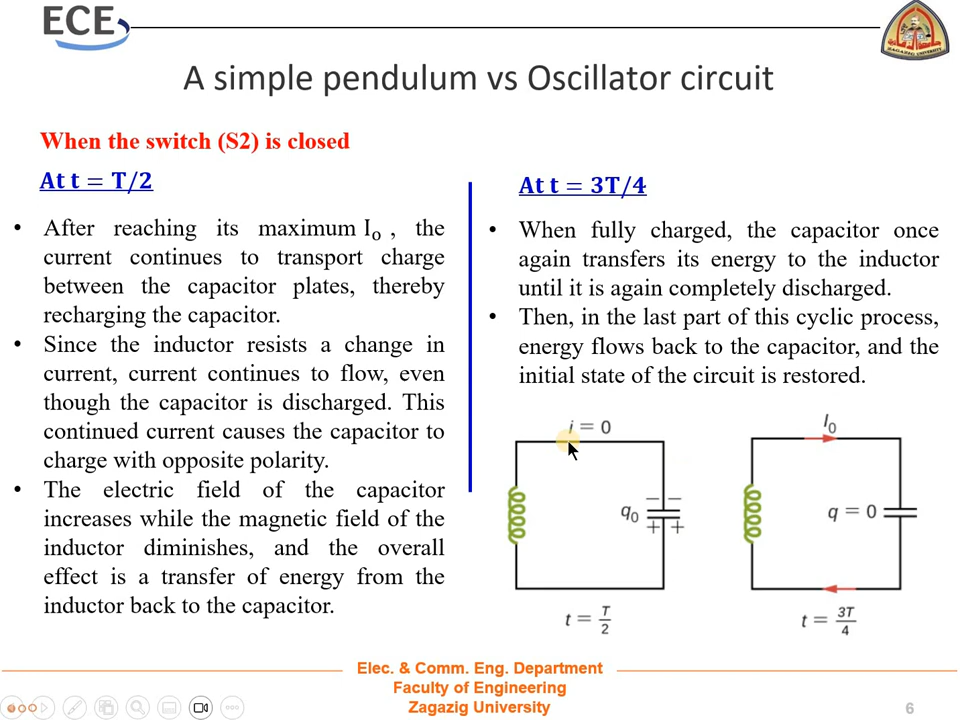 ECE
ZAGAZIG UNIVERSITY
A simple pendulum vs Oscillator circuit
When the switch (S2) is closed
At t = T/2
• After reaching its maximum I₀ , the
current continues to transport charge
between the capacitor plates, thereby
recharging the capacitor.
• Since the inductor resists a change in
current, current continues to flow, even
though the capacitor is discharged. This
continued current causes the capacitor to
charge with opposite polarity.
• The electric field of the capacitor
increases while the magnetic field of the
inductor diminishes, and the overall
effect is a transfer of energy from the
inductor back to the capacitor.
At t = 3T/4
• When fully charged, the capacitor once
again transfers its energy to the inductor
until it is again completely discharged.
• Then, in the last part of this cyclic process,
energy flows back to the capacitor, and the
initial state of the circuit is restored.
i = 0
− −
q₀
+ +
t = T/2
I₀
q = 0
t = 3T/4
Elec. & Comm. Eng. Department
Faculty of Engineering
Zagazig University
6